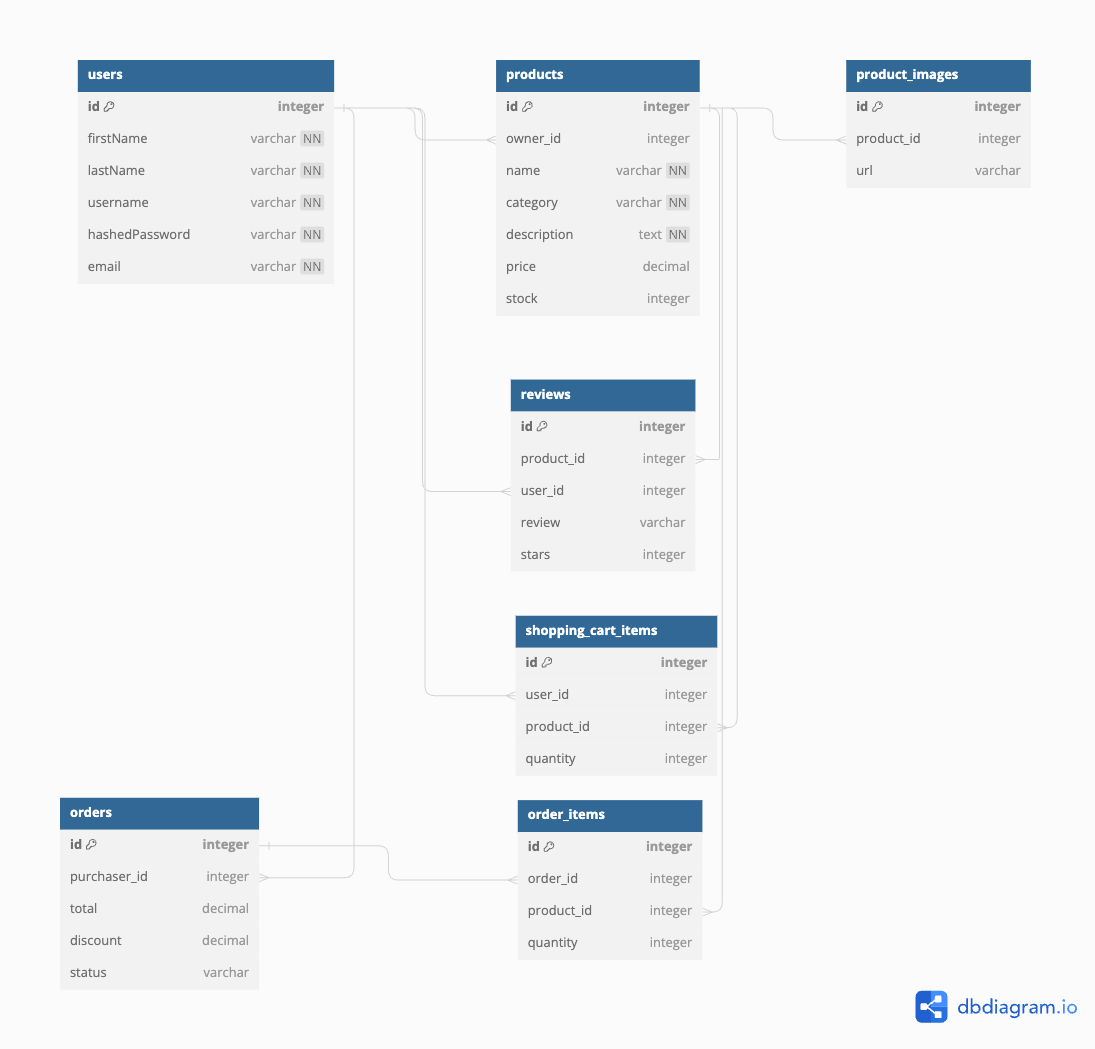 users
id integer
firstName varchar NN
lastName varchar NN
username varchar NN
hashedPassword varchar NN
email varchar NN
products
id integer
owner_id integer
name varchar NN
category varchar NN
description text NN
price decimal
stock integer
product_images
id integer
product_id integer
url varchar
reviews
id integer
product_id integer
user_id integer
review varchar
stars integer
shopping_cart_items
id integer
user_id integer
product_id integer
quantity integer
orders
id integer
purchaser_id integer
total decimal
discount decimal
status varchar
order_items
id integer
order_id integer
product_id integer
quantity integer
dbdiagram.io